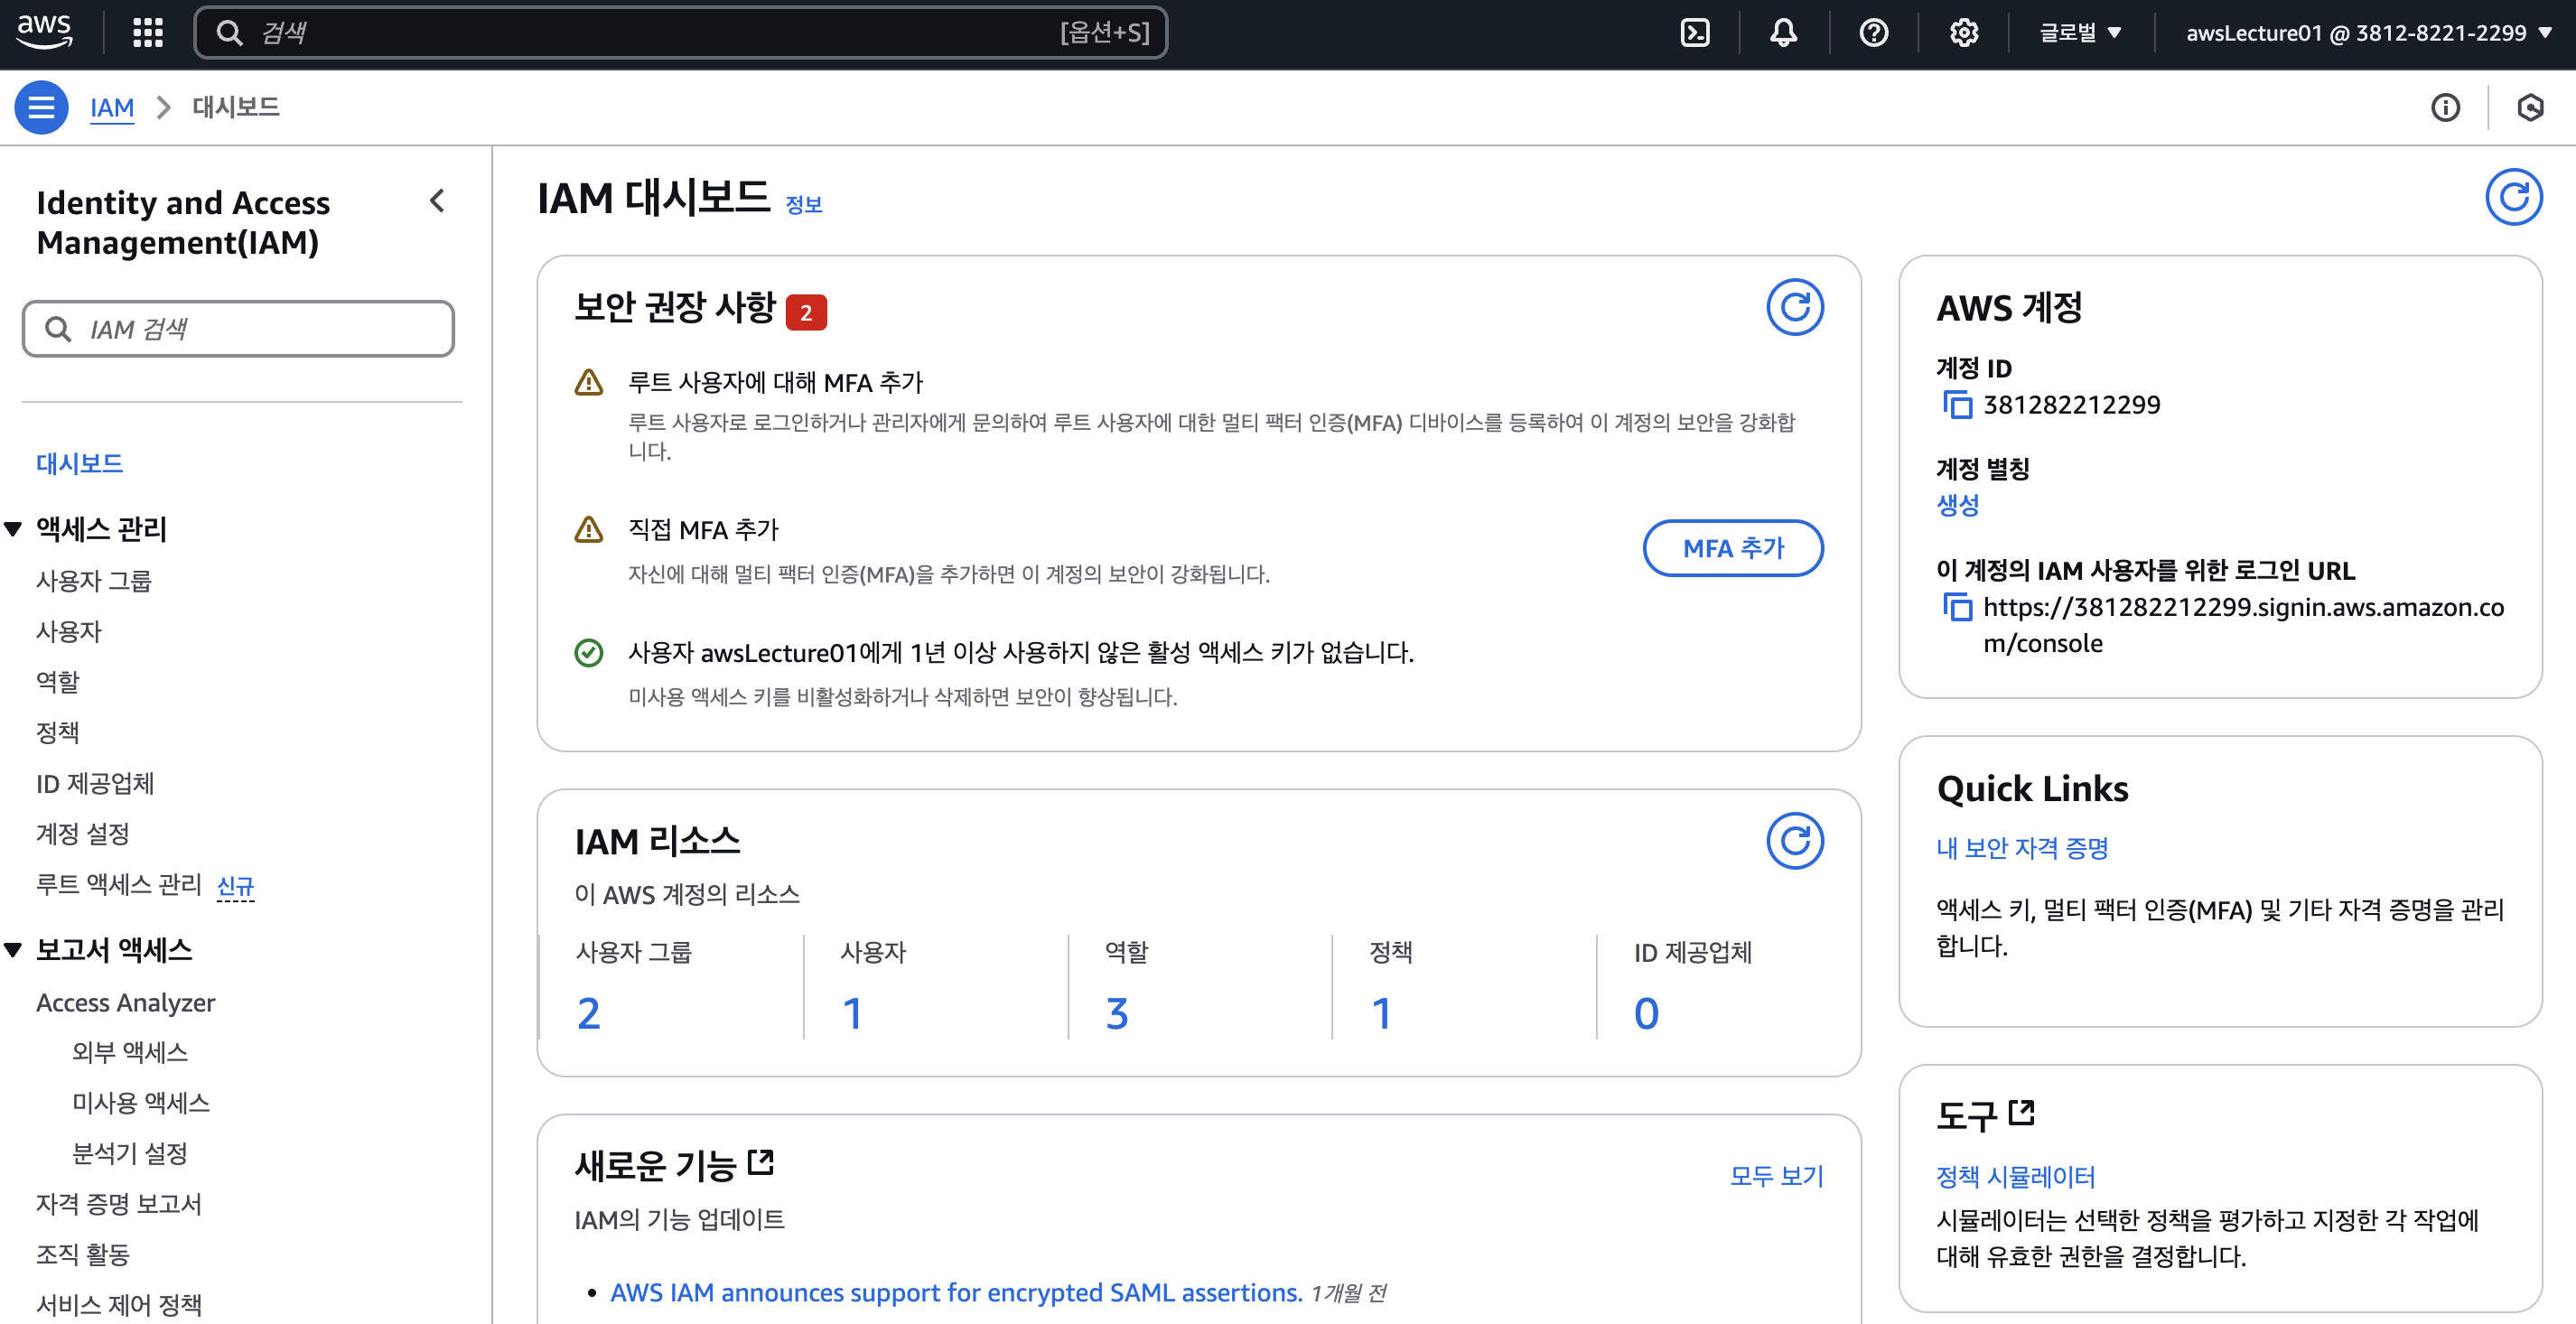 aws
검색
[옵션+S]
글로벌
awsLecture01 @ 3812-8221-2299
IAM
대시보드
Identity and Access
Management(IAM)
IAM 검색
대시보드
액세스 관리
사용자 그룹
사용자
역할
정책
ID 제공업체
계정 설정
루트 액세스 관리 신규
보고서 액세스
Access Analyzer
외부 액세스
미사용 액세스
분석기 설정
자격 증명 보고서
조직 활동
서비스 제어 정책
IAM 대시보드 정보
보안 권장 사항 2
루트 사용자에 대해 MFA 추가
루트 사용자로 로그인하거나 관리자에게 문의하여 루트 사용자에 대한 멀티 팩터 인증(MFA) 디바이스를 등록하여 이 계정의 보안을 강화합
니다.
직접 MFA 추가
자신에 대해 멀티 팩터 인증(MFA)을 추가하면 이 계정의 보안이 강화됩니다.
MFA 추가
사용자 awsLecture01에게 1년 이상 사용하지 않은 활성 액세스 키가 없습니다.
미사용 액세스 키를 비활성화하거나 삭제하면 보안이 향상됩니다.
IAM 리소스
이 AWS 계정의 리소스
사용자 그룹
2
사용자
1
역할
3
정책
1
ID 제공업체
0
새로운 기능
모두 보기
IAM의 기능 업데이트
AWS IAM announces support for encrypted SAML assertions. 1개월 전
AWS 계정
계정 ID
381282212299
계정 별칭
생성
이 계정의 IAM 사용자를 위한 로그인 URL
https://381282212299.signin.aws.amazon.co
m/console
Quick Links
내 보안 자격 증명
액세스 키, 멀티 팩터 인증(MFA) 및 기타 자격 증명을 관리
합니다.
도구
정책 시뮬레이터
시뮬레이터는 선택한 정책을 평가하고 지정한 각 작업에
대해 유효한 권한을 결정합니다.